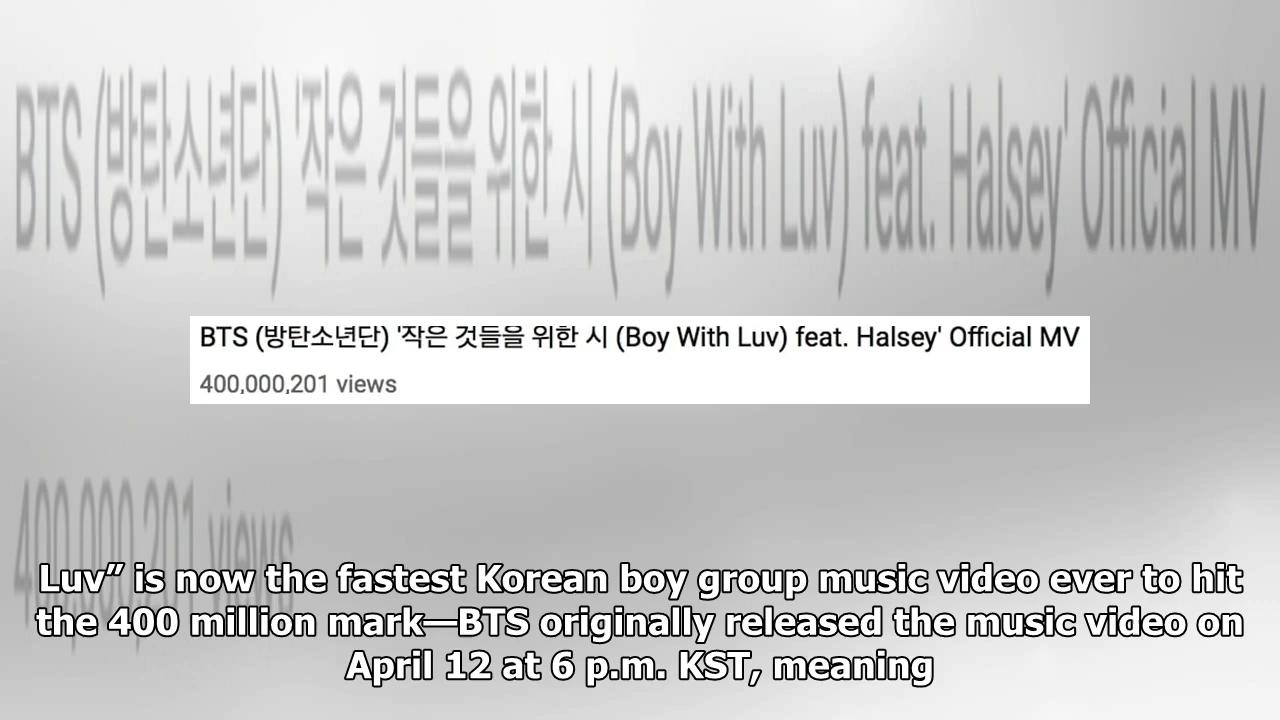 BTS (방탄소년단) '작은 것들을 위한 시 (Boy With Luv) feat. Halsey' Official MV
BTS (방탄소년단) '작은 것들을 위한 시 (Boy With Luv) feat. Halsey' Official MV
400,000,201 views
400,000,201 views
Luv” is now the fastest Korean boy group music video ever to hit
the 400 million mark—BTS originally released the music video on
April 12 at 6 p.m. KST, meaning